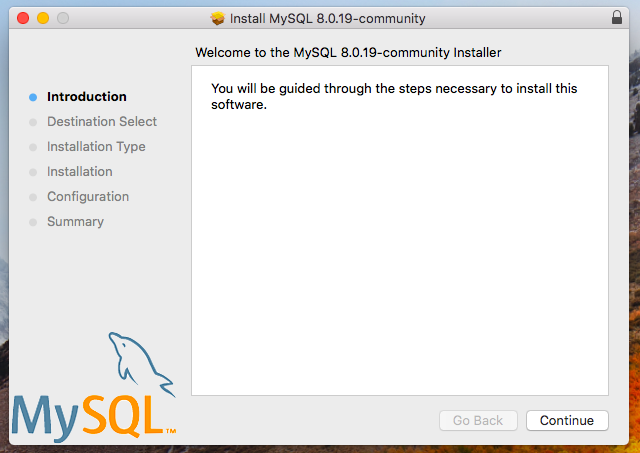 Install MySQL 8.0.19-community
Welcome to the MySQL 8.0.19-community Installer
Introduction
Destination Select
Installation Type
Installation
Configuration
Summary
You will be guided through the steps necessary to install this
software.
MySQL™
Go Back
Continue